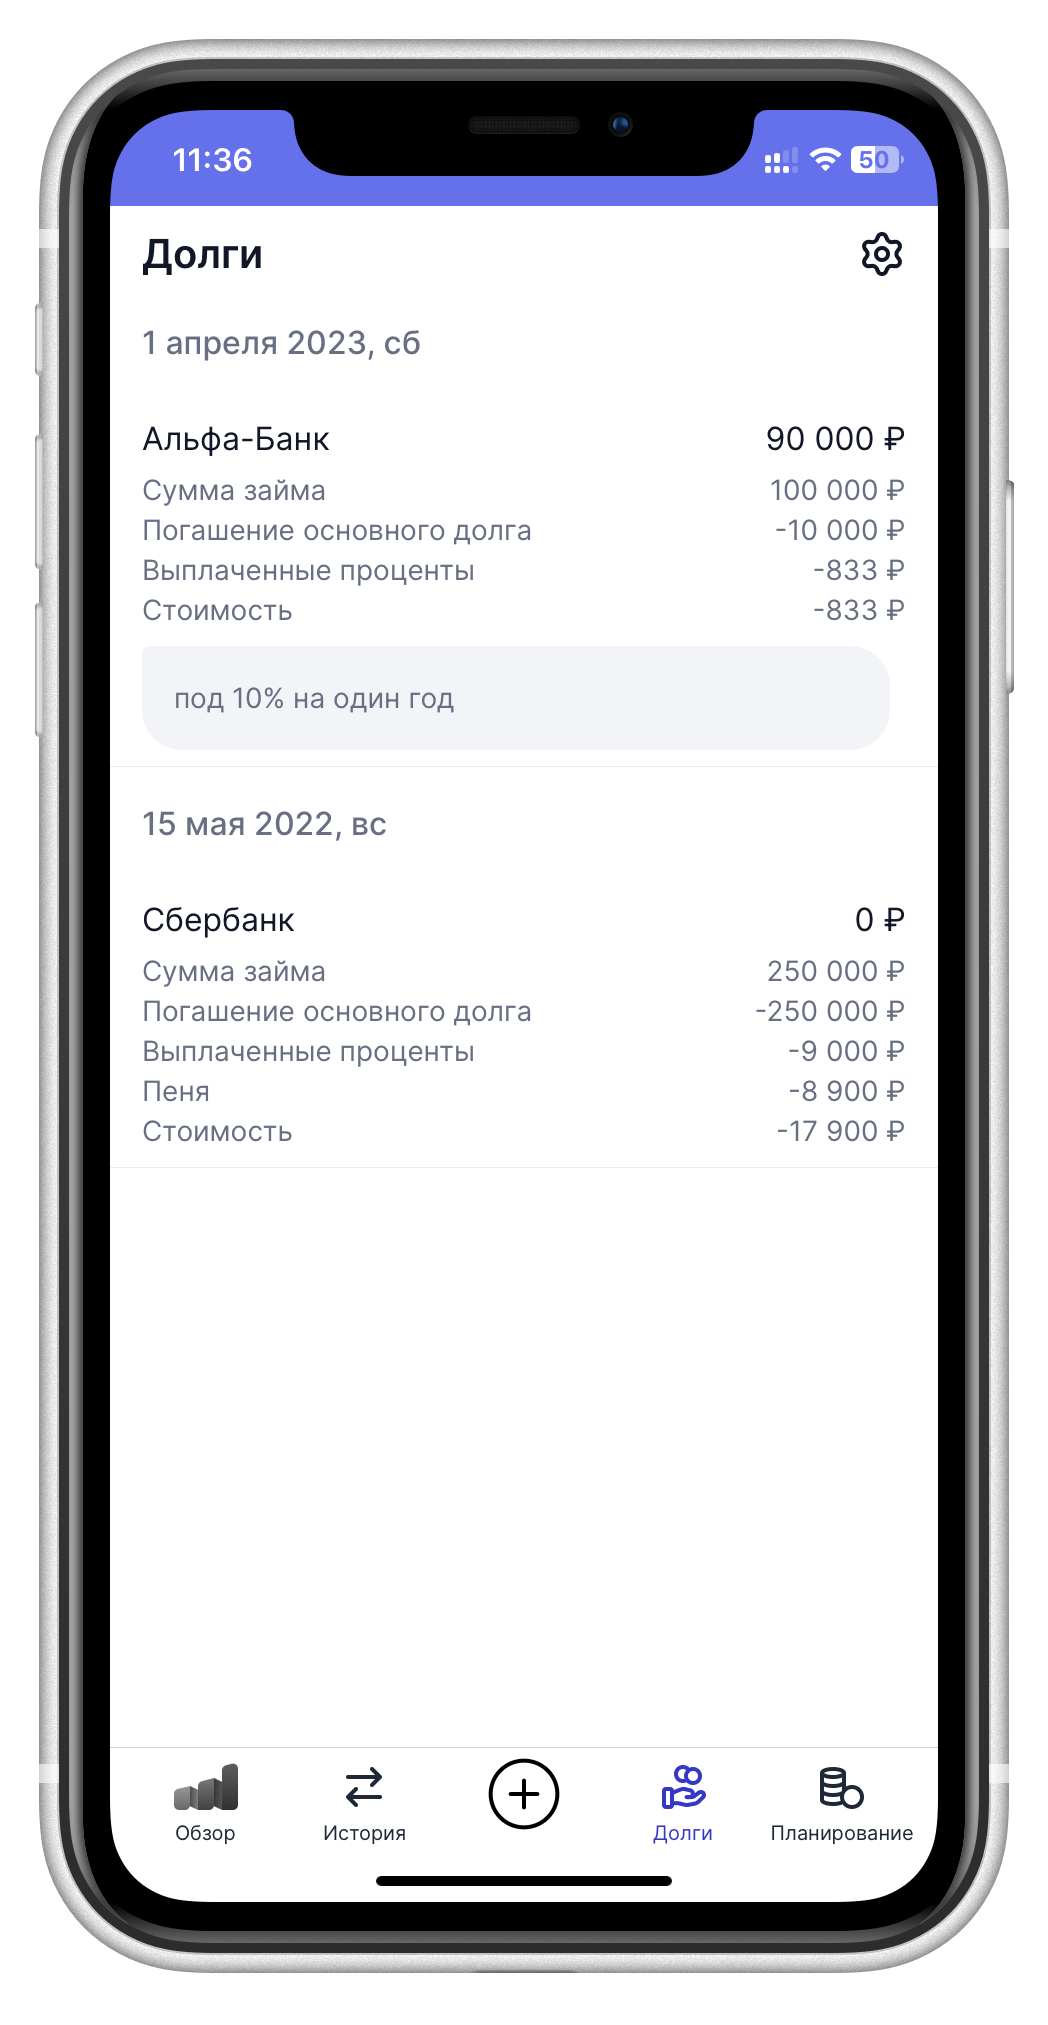 11:36
50
Долги
1 апреля 2023, сб
Альфа-Банк 90 000 ₽
Сумма займа 100 000 ₽
Погашение основного долга -10 000 ₽
Выплаченные проценты -833 ₽
Стоимость -833 ₽
под 10% на один год
15 мая 2022, вс
Сбербанк 0 ₽
Сумма займа 250 000 ₽
Погашение основного долга -250 000 ₽
Выплаченные проценты -9 000 ₽
Пеня -8 900 ₽
Стоимость -17 900 ₽
Обзор История Долги Планирование